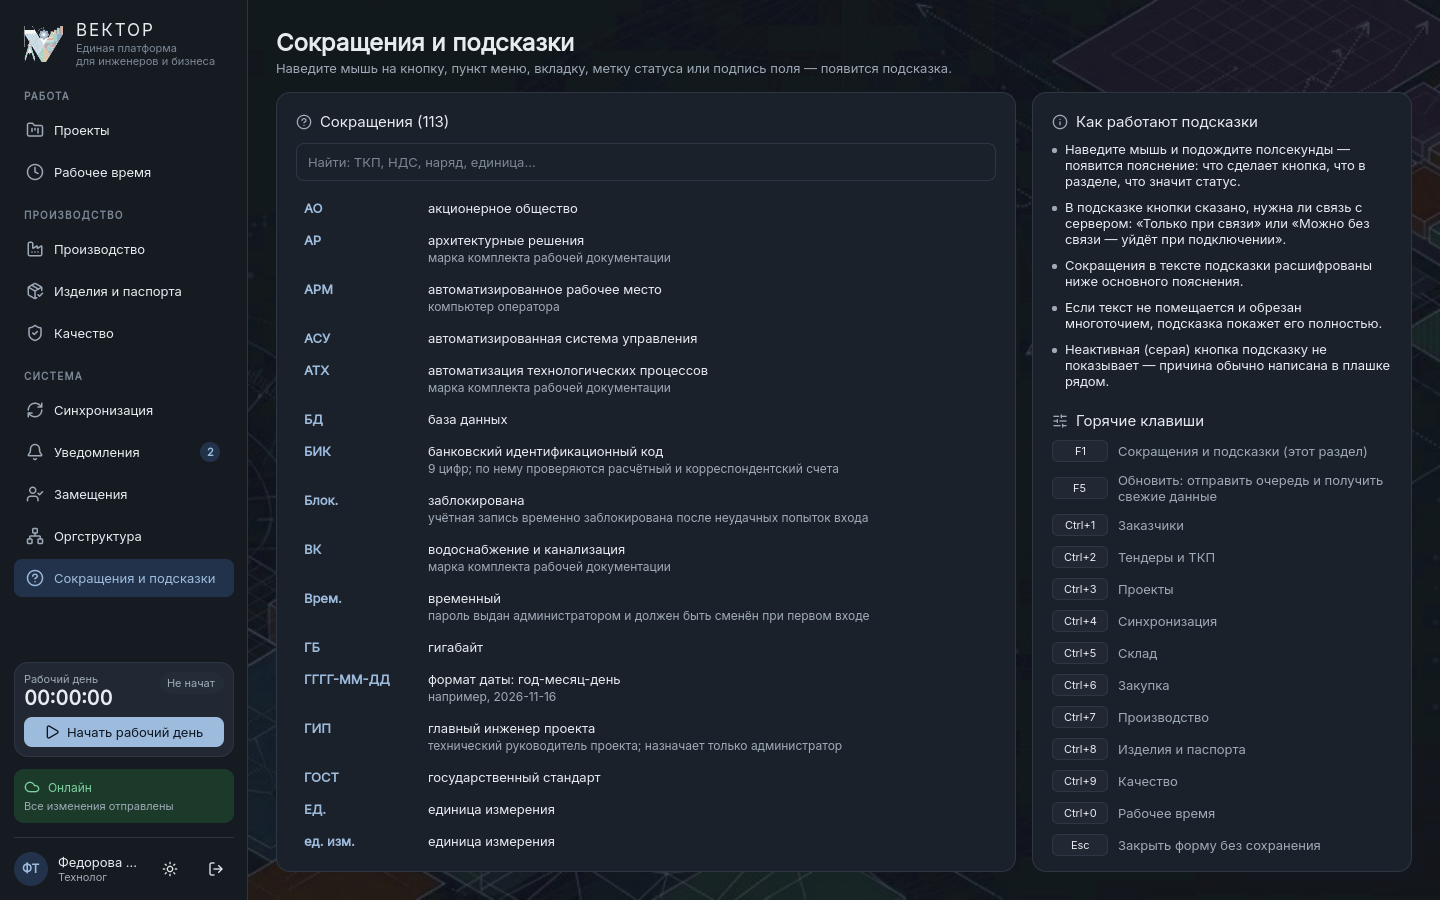 ВЕКТОР
Единая платформа
для инженеров и бизнеса
РАБОТА
Проекты
Рабочее время
ПРОИЗВОДСТВО
Производство
Изделия и паспорта
Качество
СИСТЕМА
Синхронизация
Уведомления 2
Замещения
Оргструктура
Сокращения и подсказки
Рабочий день
00:00:00
Не начат
Начать рабочий день
Онлайн
Все изменения отправлены
ФТ
Федорова ...
Технолог
Сокращения и подсказки
Наведите мышь на кнопку, пункт меню, вкладку, метку статуса или подпись поля — появится подсказка.
Сокращения (113)
Найти: ТКП, НДС, наряд, единица...
АО акционерное общество
АР архитектурные решения
марка комплекта рабочей документации
АРМ автоматизированное рабочее место
компьютер оператора
АСУ автоматизированная система управления
АТХ автоматизация технологических процессов
марка комплекта рабочей документации
БД база данных
БИК банковский идентификационный код
9 цифр; по нему проверяются расчётный и корреспондентский счета
Блок. заблокирована
учётная запись временно заблокирована после неудачных попыток входа
ВК водоснабжение и канализация
марка комплекта рабочей документации
Врем. временный
пароль выдан администратором и должен быть сменён при первом входе
ГБ гигабайт
ГГГГ-ММ-ДД формат даты: год-месяц-день
например, 2026-11-16
ГИП главный инженер проекта
технический руководитель проекта; назначает только администратор
ГОСТ государственный стандарт
ЕД. единица измерения
ед. изм. единица измерения
Как работают подсказки
Наведите мышь и подождите полсекунды —
появится пояснение: что сделает кнопка, что в
разделе, что значит статус.
В подсказке кнопки сказано, нужна ли связь с
сервером: «Только при связи» или «Можно без
связи — уйдёт при подключении».
Сокращения в тексте подсказки расшифрованы
ниже основного пояснения.
Если текст не помещается и обрезан
многоточием, подсказка покажет его полностью.
Неактивная (серая) кнопка подсказку не
показывает — причина обычно написана в плашке
рядом.
Горячие клавиши
F1 Сокращения и подсказки (этот раздел)
F5 Обновить: отправить очередь и получить
свежие данные
Ctrl+1 Заказчики
Ctrl+2 Тендеры и ТКП
Ctrl+3 Проекты
Ctrl+4 Синхронизация
Ctrl+5 Склад
Ctrl+6 Закупка
Ctrl+7 Производство
Ctrl+8 Изделия и паспорта
Ctrl+9 Качество
Ctrl+0 Рабочее время
Esc Закрыть форму без сохранения